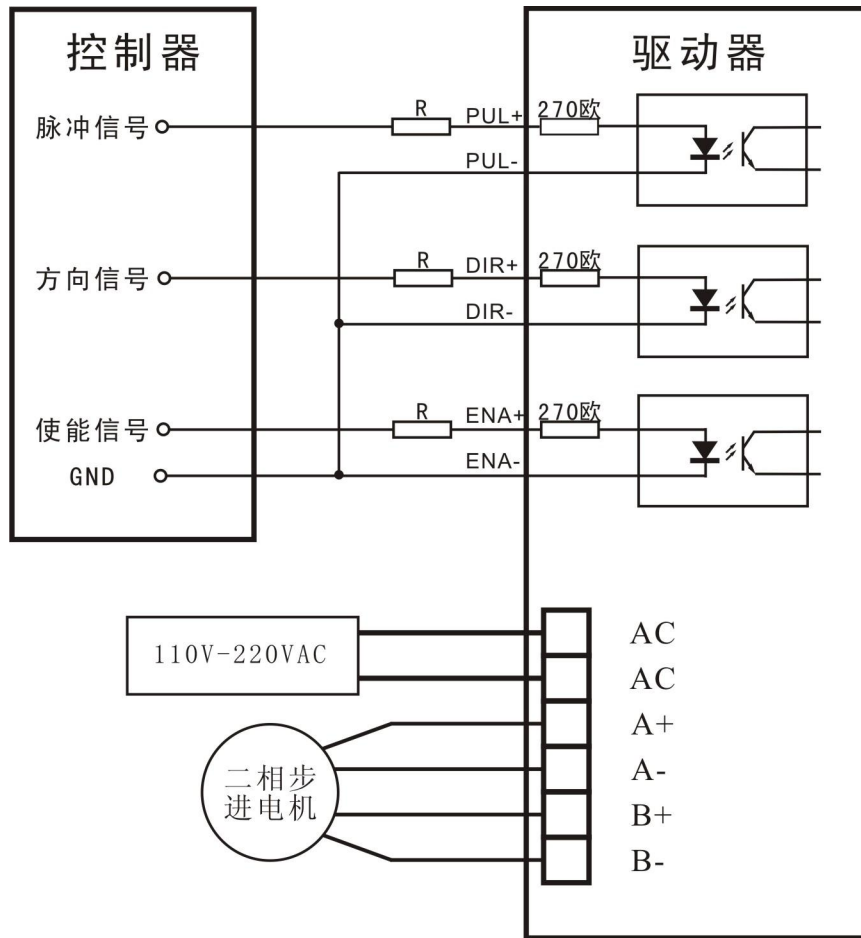 控制器
驱动器
脉冲信号
R
PUL+
270欧
PUL-
方向信号
R
DIR+
270欧
DIR-
使能信号
R
ENA+
270欧
GND
ENA-
110V-220VAC
AC
AC
A+
二相步
进电机
A-
B+
B-